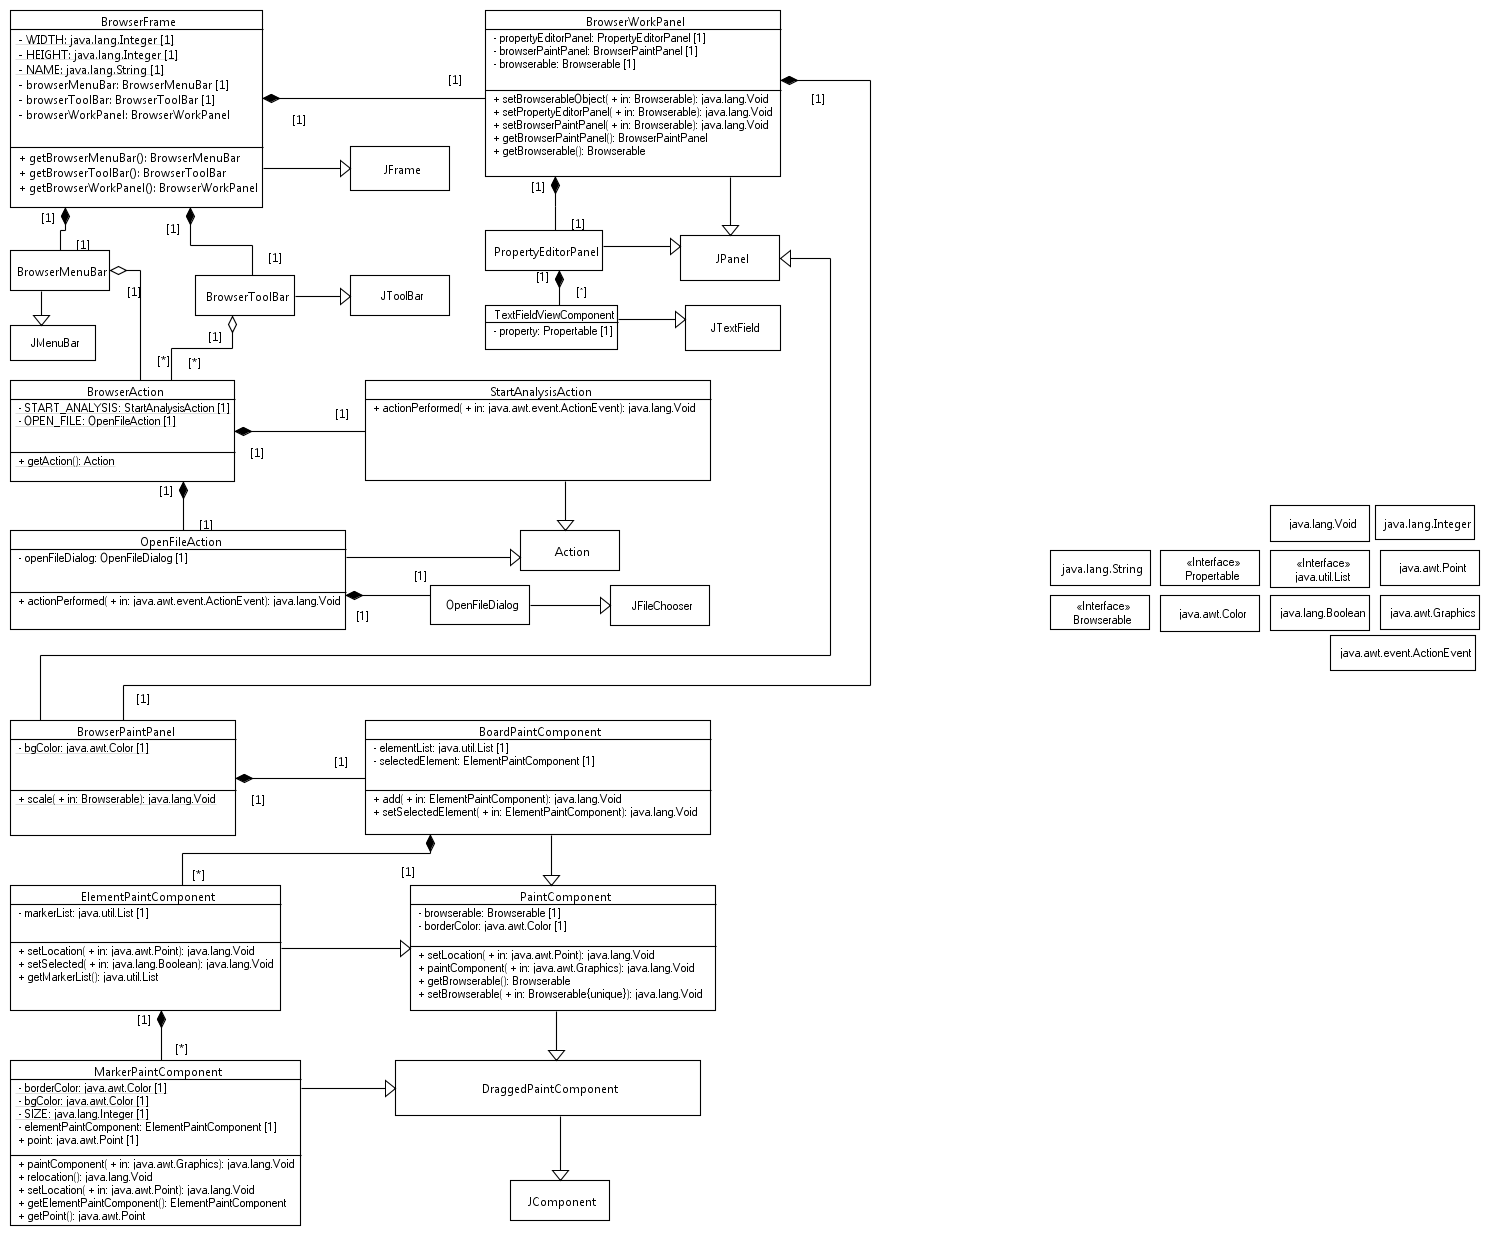 BrowserFrame
- WIDTH: java.lang.Integer [1]
- HEIGHT: java.lang.Integer [1]
- NAME: java.lang.String [1]
- browserMenuBar: BrowserMenuBar [1]
- browserToolBar: BrowserToolBar [1]
- browserWorkPanel: BrowserWorkPanel
+ getBrowserMenuBar(): BrowserMenuBar
+ getBrowserToolBar(): BrowserToolBar
+ getBrowserWorkPanel(): BrowserWorkPanel
[1]
[1]
BrowserWorkPanel
- propertyEditorPanel: PropertyEditorPanel [1]
- browserPaintPanel: BrowserPaintPanel [1]
- browserable: Browserable [1]
+ setBrowserableObject( + in: Browserable): java.lang.Void
+ setPropertyEditorPanel( + in: Browserable): java.lang.Void
+ setBrowserPaintPanel( + in: Browserable): java.lang.Void
+ getBrowserPaintPanel(): BrowserPaintPanel
+ getBrowserable(): Browserable
[1]
JFrame
[1]
[1]
[1]
[1]
[1]
[1]
BrowserMenuBar
[1]
BrowserToolBar
JToolBar
PropertyEditorPanel
JPanel
[1]
[*]
TextFieldViewComponent
- property: Propertable [1]
JTextField
JMenuBar
[1]
[*]
[*]
BrowserAction
- START_ANALYSIS: StartAnalysisAction [1]
- OPEN_FILE: OpenFileAction [1]
+ getAction(): Action
[1]
[1]
StartAnalysisAction
+ actionPerformed( + in: java.awt.event.ActionEvent): java.lang.Void
[1]
[1]
OpenFileAction
- openFileDialog: OpenFileDialog [1]
+ actionPerformed( + in: java.awt.event.ActionEvent): java.lang.Void
Action
[1]
[1]
OpenFileDialog
JFileChooser
java.lang.Void
java.lang.Integer
java.lang.String
«Interface»
Propertable
«Interface»
java.util.List
java.awt.Point
«Interface»
Browserable
java.awt.Color
java.lang.Boolean
java.awt.Graphics
java.awt.event.ActionEvent
[1]
BrowserPaintPanel
- bgColor: java.awt.Color [1]
+ scale( + in: Browserable): java.lang.Void
[1]
[1]
BoardPaintComponent
- elementList: java.util.List [1]
- selectedElement: ElementPaintComponent [1]
+ add( + in: ElementPaintComponent): java.lang.Void
+ setSelectedElement( + in: ElementPaintComponent): java.lang.Void
[*]
[1]
ElementPaintComponent
- markerList: java.util.List [1]
+ setLocation( + in: java.awt.Point): java.lang.Void
+ setSelected( + in: java.lang.Boolean): java.lang.Void
+ getMarkerList(): java.util.List
PaintComponent
- browserable: Browserable [1]
- borderColor: java.awt.Color [1]
+ setLocation( + in: java.awt.Point): java.lang.Void
+ paintComponent( + in: java.awt.Graphics): java.lang.Void
+ getBrowserable(): Browserable
+ setBrowserable( + in: Browserable{unique}): java.lang.Void
[1]
[*]
MarkerPaintComponent
- borderColor: java.awt.Color [1]
- bgColor: java.awt.Color [1]
- SIZE: java.lang.Integer [1]
- elementPaintComponent: ElementPaintComponent [1]
+ point: java.awt.Point [1]
+ paintComponent( + in: java.awt.Graphics): java.lang.Void
+ relocation(): java.lang.Void
+ setLocation( + in: java.awt.Point): java.lang.Void
+ getElementPaintComponent(): ElementPaintComponent
+ getPoint(): java.awt.Point
DraggedPaintComponent
JComponent